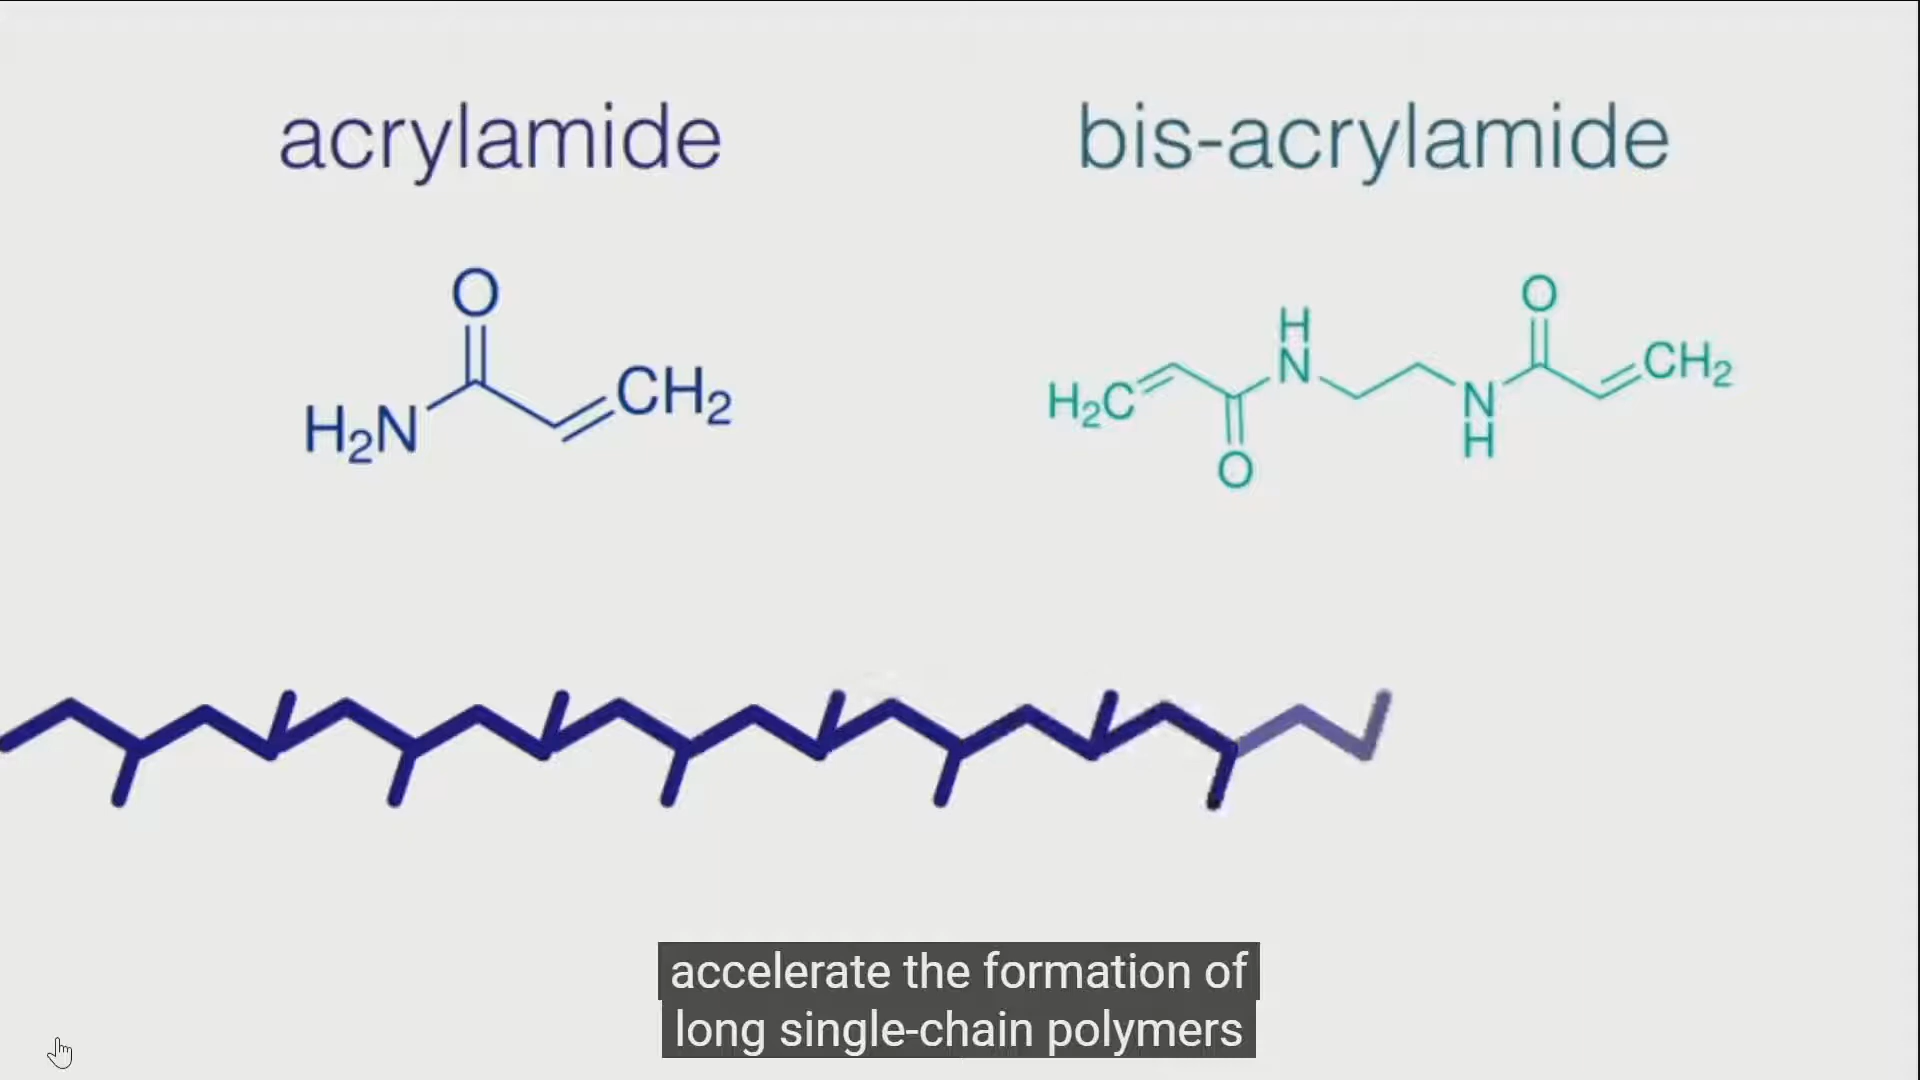 acrylamide
bis-acrylamide
O
H₂N
CH₂
H₂C
O
H
N
N
H
O
CH₂
accelerate the formation of
long single-chain polymers